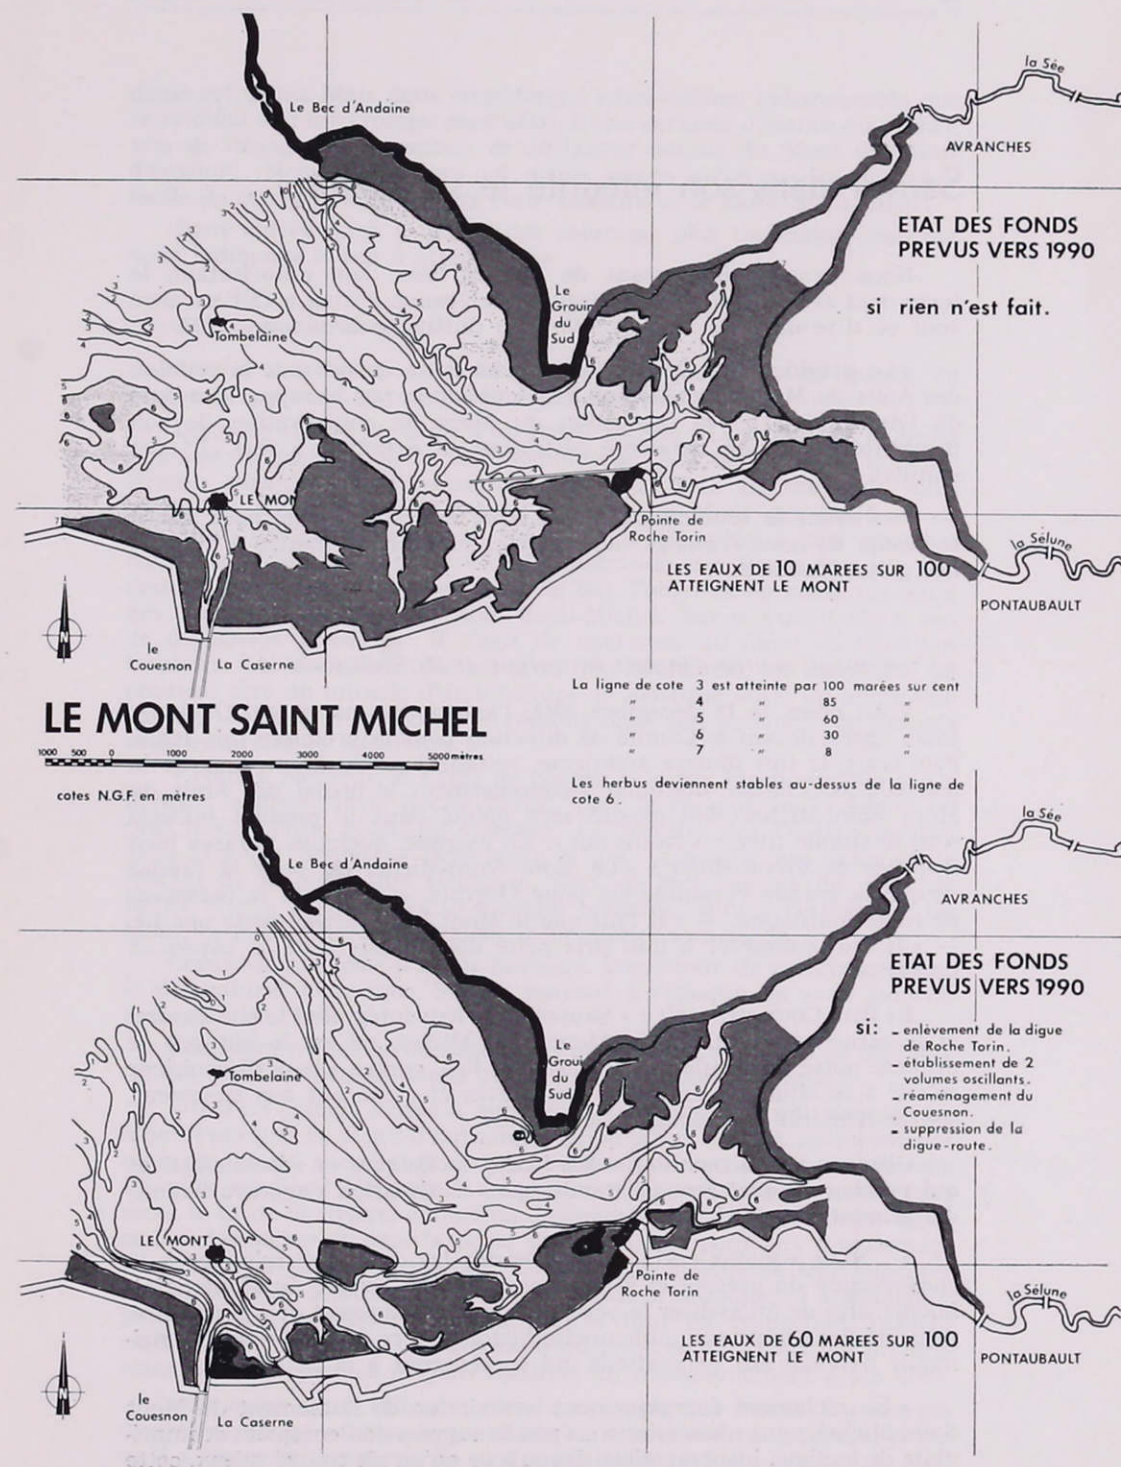 la Sée
Le Bec d'Andaine
AVRANCHES
ETAT DES FONDS
PREVUS VERS 1990
si rien n'est fait.
Le
Grouin
du
Sud
Tombelaine
LE MON
Pointe de
Roche Torin
la Sélune
LES EAUX DE 10 MAREES SUR 100
ATTEIGNENT LE MONT
PONTAUBAULT
N
le
Couesnon
La Caserne
LE MONT SAINT MICHEL
1000 500 0 1000 2000 3000 4000 5000 mètres
cotes N.G.F. en mètres
La ligne de cote 3 est atteinte par 100 marées sur cent
" 4 " 85 "
" 5 " 60 "
" 6 " 30 "
" 7 " 8 "
Les herbus deviennent stables au-dessus de la ligne de
cote 6.
la Sée
Le Bec d'Andaine
AVRANCHES
ETAT DES FONDS
PREVUS VERS 1990
si: - enlèvement de la digue
de Roche Torin.
- établissement de 2
volumes oscillants.
- réaménagement du
Couesnon.
- suppression de la
digue-route.
Le
Groui
du
Sud
Tombelaine
LE MONT
Pointe de
Roche Torin
la Sélune
LES EAUX DE 60 MAREES SUR 100
ATTEIGNENT LE MONT
PONTAUBAULT
N
le
Couesnon
La Caserne